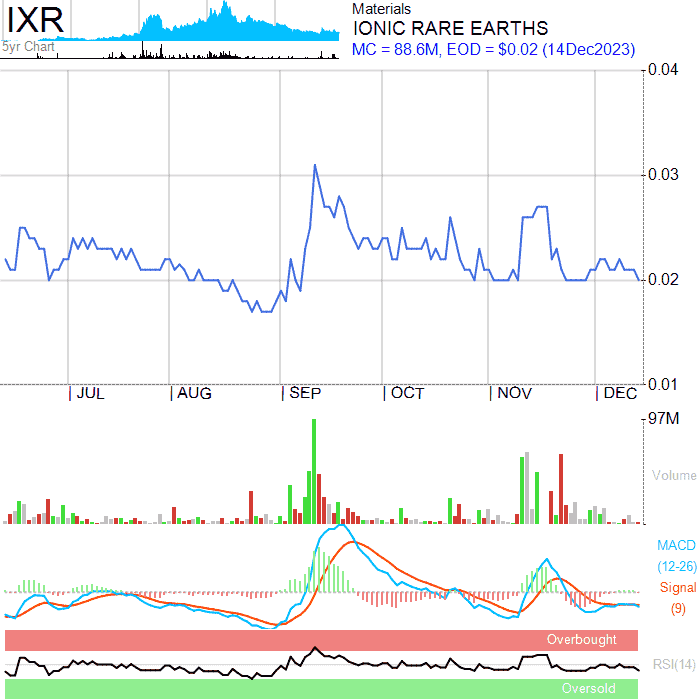 IXR
5yr Chart
Materials
IONIC RARE EARTHS
MC = 88.6M, EOD = $0.02 (14Dec2023)
0.04
0.03
0.02
0.01
JUL AUG SEP OCT NOV DEC
97M
Volume
MACD
(12-26)
Signal
(9)
Overbought
RSI(14)
Oversold